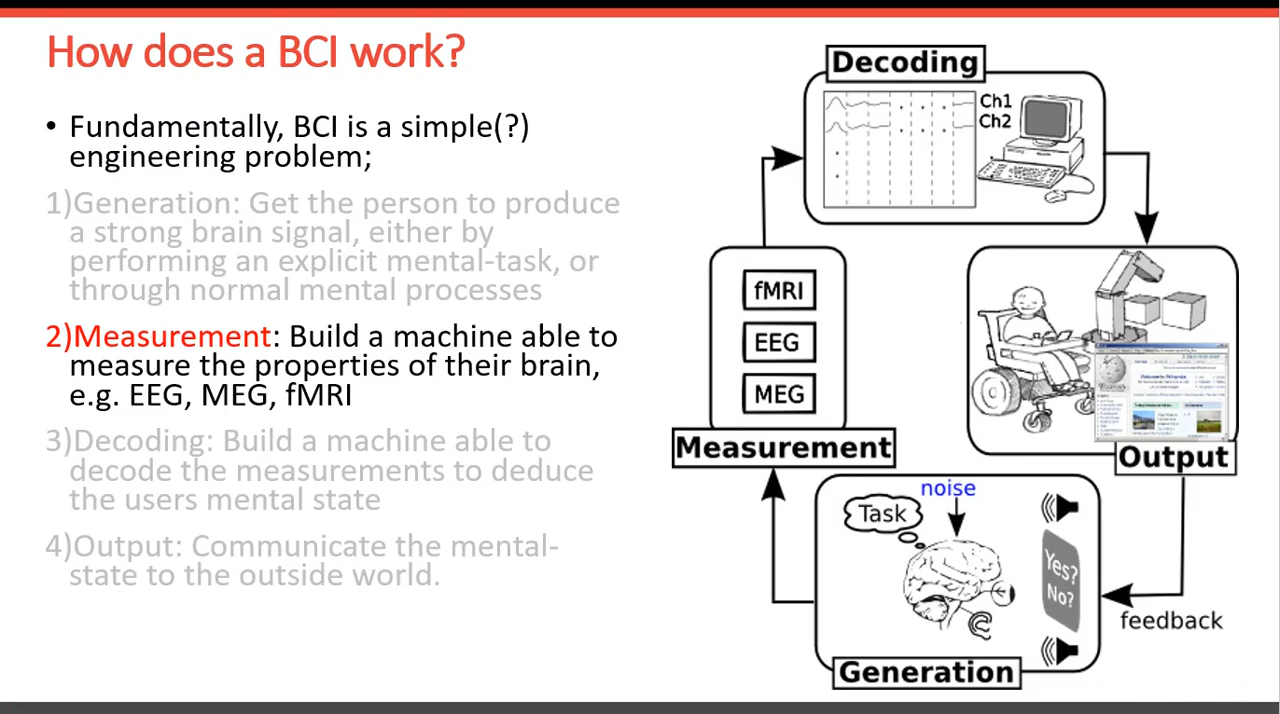 How does a BCI work?
• Fundamentally, BCI is a simple(?)
engineering problem;
1)Generation: Get the person to produce
a strong brain signal, either by
performing an explicit mental-task, or
through normal mental processes
2)Measurement: Build a machine able to
measure the properties of their brain,
e.g. EEG, MEG, fMRI
3)Decoding: Build a machine able to
decode the measurements to deduce
the users mental state
4)Output: Communicate the mental-
state to the outside world.
Decoding
Ch1
Ch2
fMRI
EEG
MEG
Measurement
Output
noise
Task
Yes?
No?
feedback
Generation